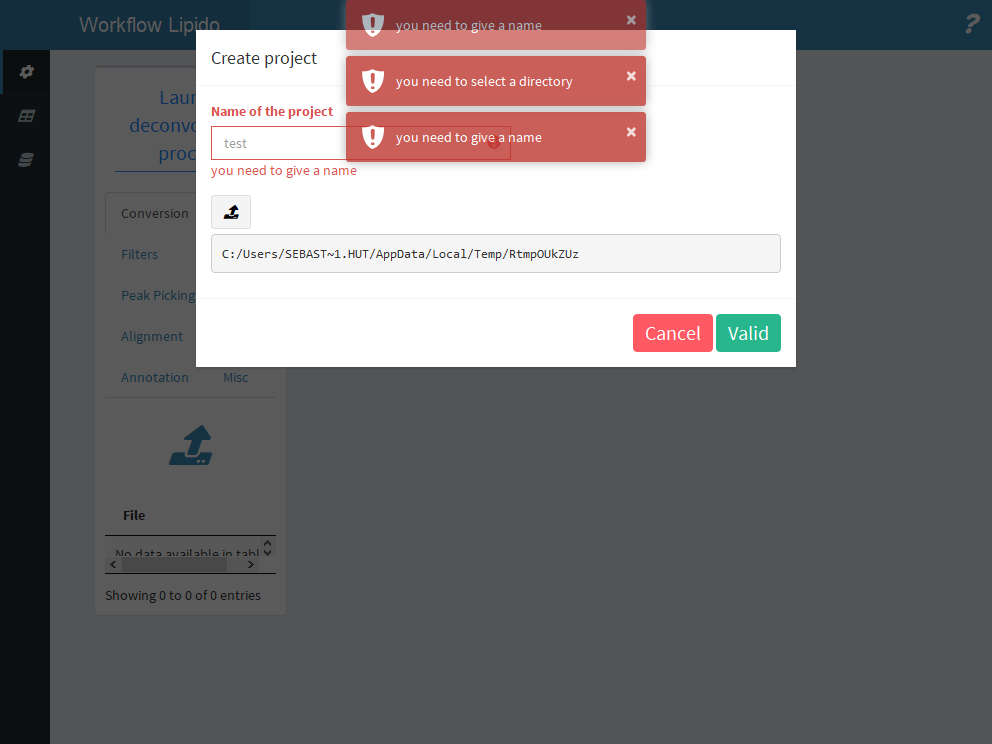 Workflow Lipido
?
you need to give a name ×
you need to select a directory ×
you need to give a name ×
Create project
Name of the project
test
you need to give a name
C:/Users/SEBAST~1.HUT/AppData/Local/Temp/RtmpOUkZUz
Cancel Valid
Laun
deconvo
proc
Conversion
Filters
Peak Picking
Alignment
Annotation Misc
File
No data available in tabl
Showing 0 to 0 of 0 entries